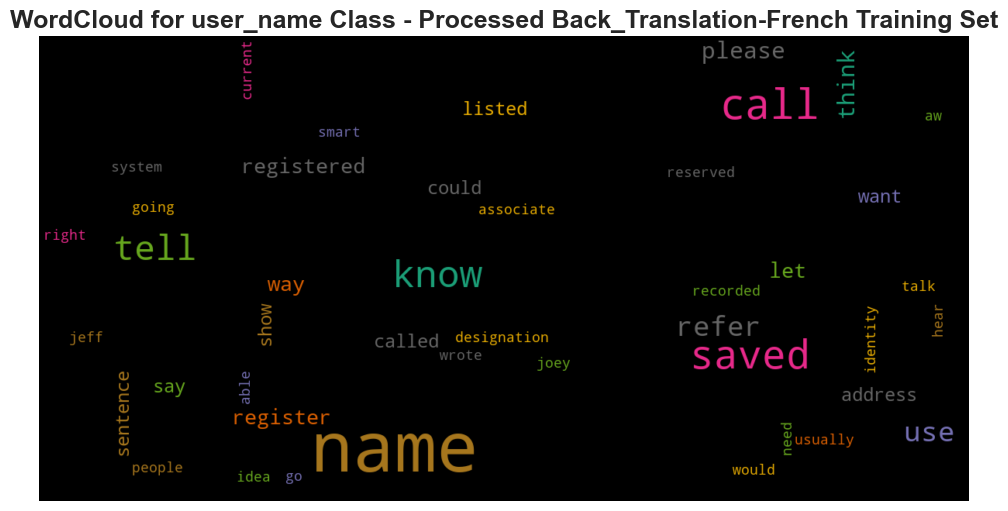 WordCloud for user_name Class - Processed Back_Translation-French Training Set
current
please
think
call
listed
aw
smart
system
registered
reserved
could
want
going
associate
right
tell
know
let
way
recorded
talk
show
hear
identity
jeff
called
designation
refer
wrote
saved
joey
say
able
address
sentence
register
name
need
usually
use
people
idea
go
would